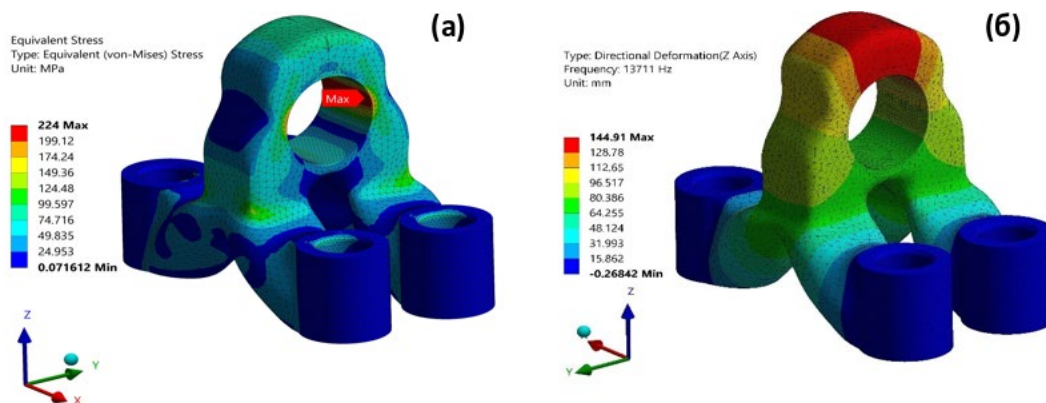 (а)
Equivalent Stress
Type: Equivalent (von-Mises) Stress
Unit: MPa
Max
224 Max
199.12
174.24
149.36
124.48
99.597
74.716
49.835
24.953
0.071612 Min
Z
Y
X
(б)
Type: Directional Deformation(Z Axis)
Frequency: 13711 Hz
Unit: mm
144.91 Max
128.78
112.65
96.517
80.386
64.255
48.124
31.993
15.862
-0.26842 Min
Z
Y